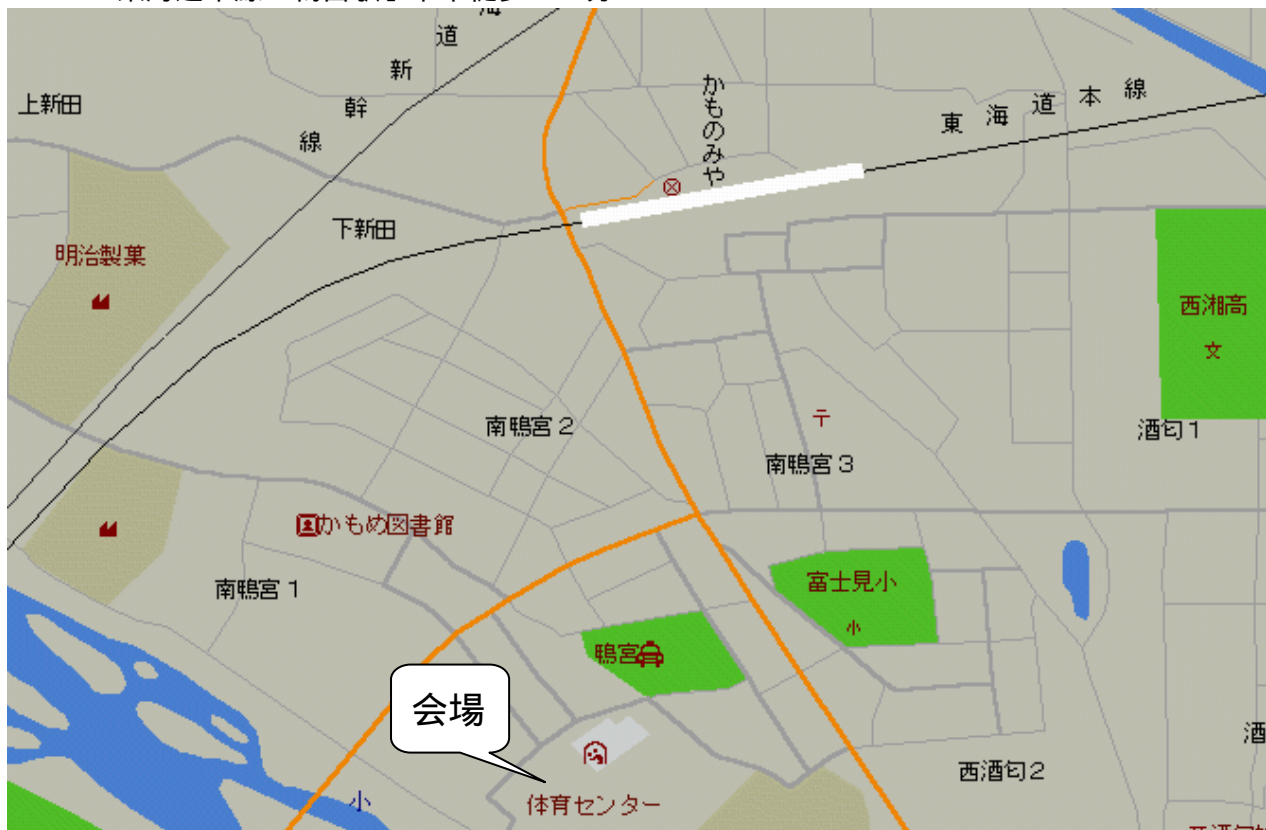 上新田
東海道新幹線
かものみや
東海道本線
下新田
明治製菓
西湘高
文
南鴨宮2
〒
酒匂1
南鴨宮3
かもめ図書館
南鴨宮1
富士見小
小
鴨宮
会場
西酒匂2
小
体育センター